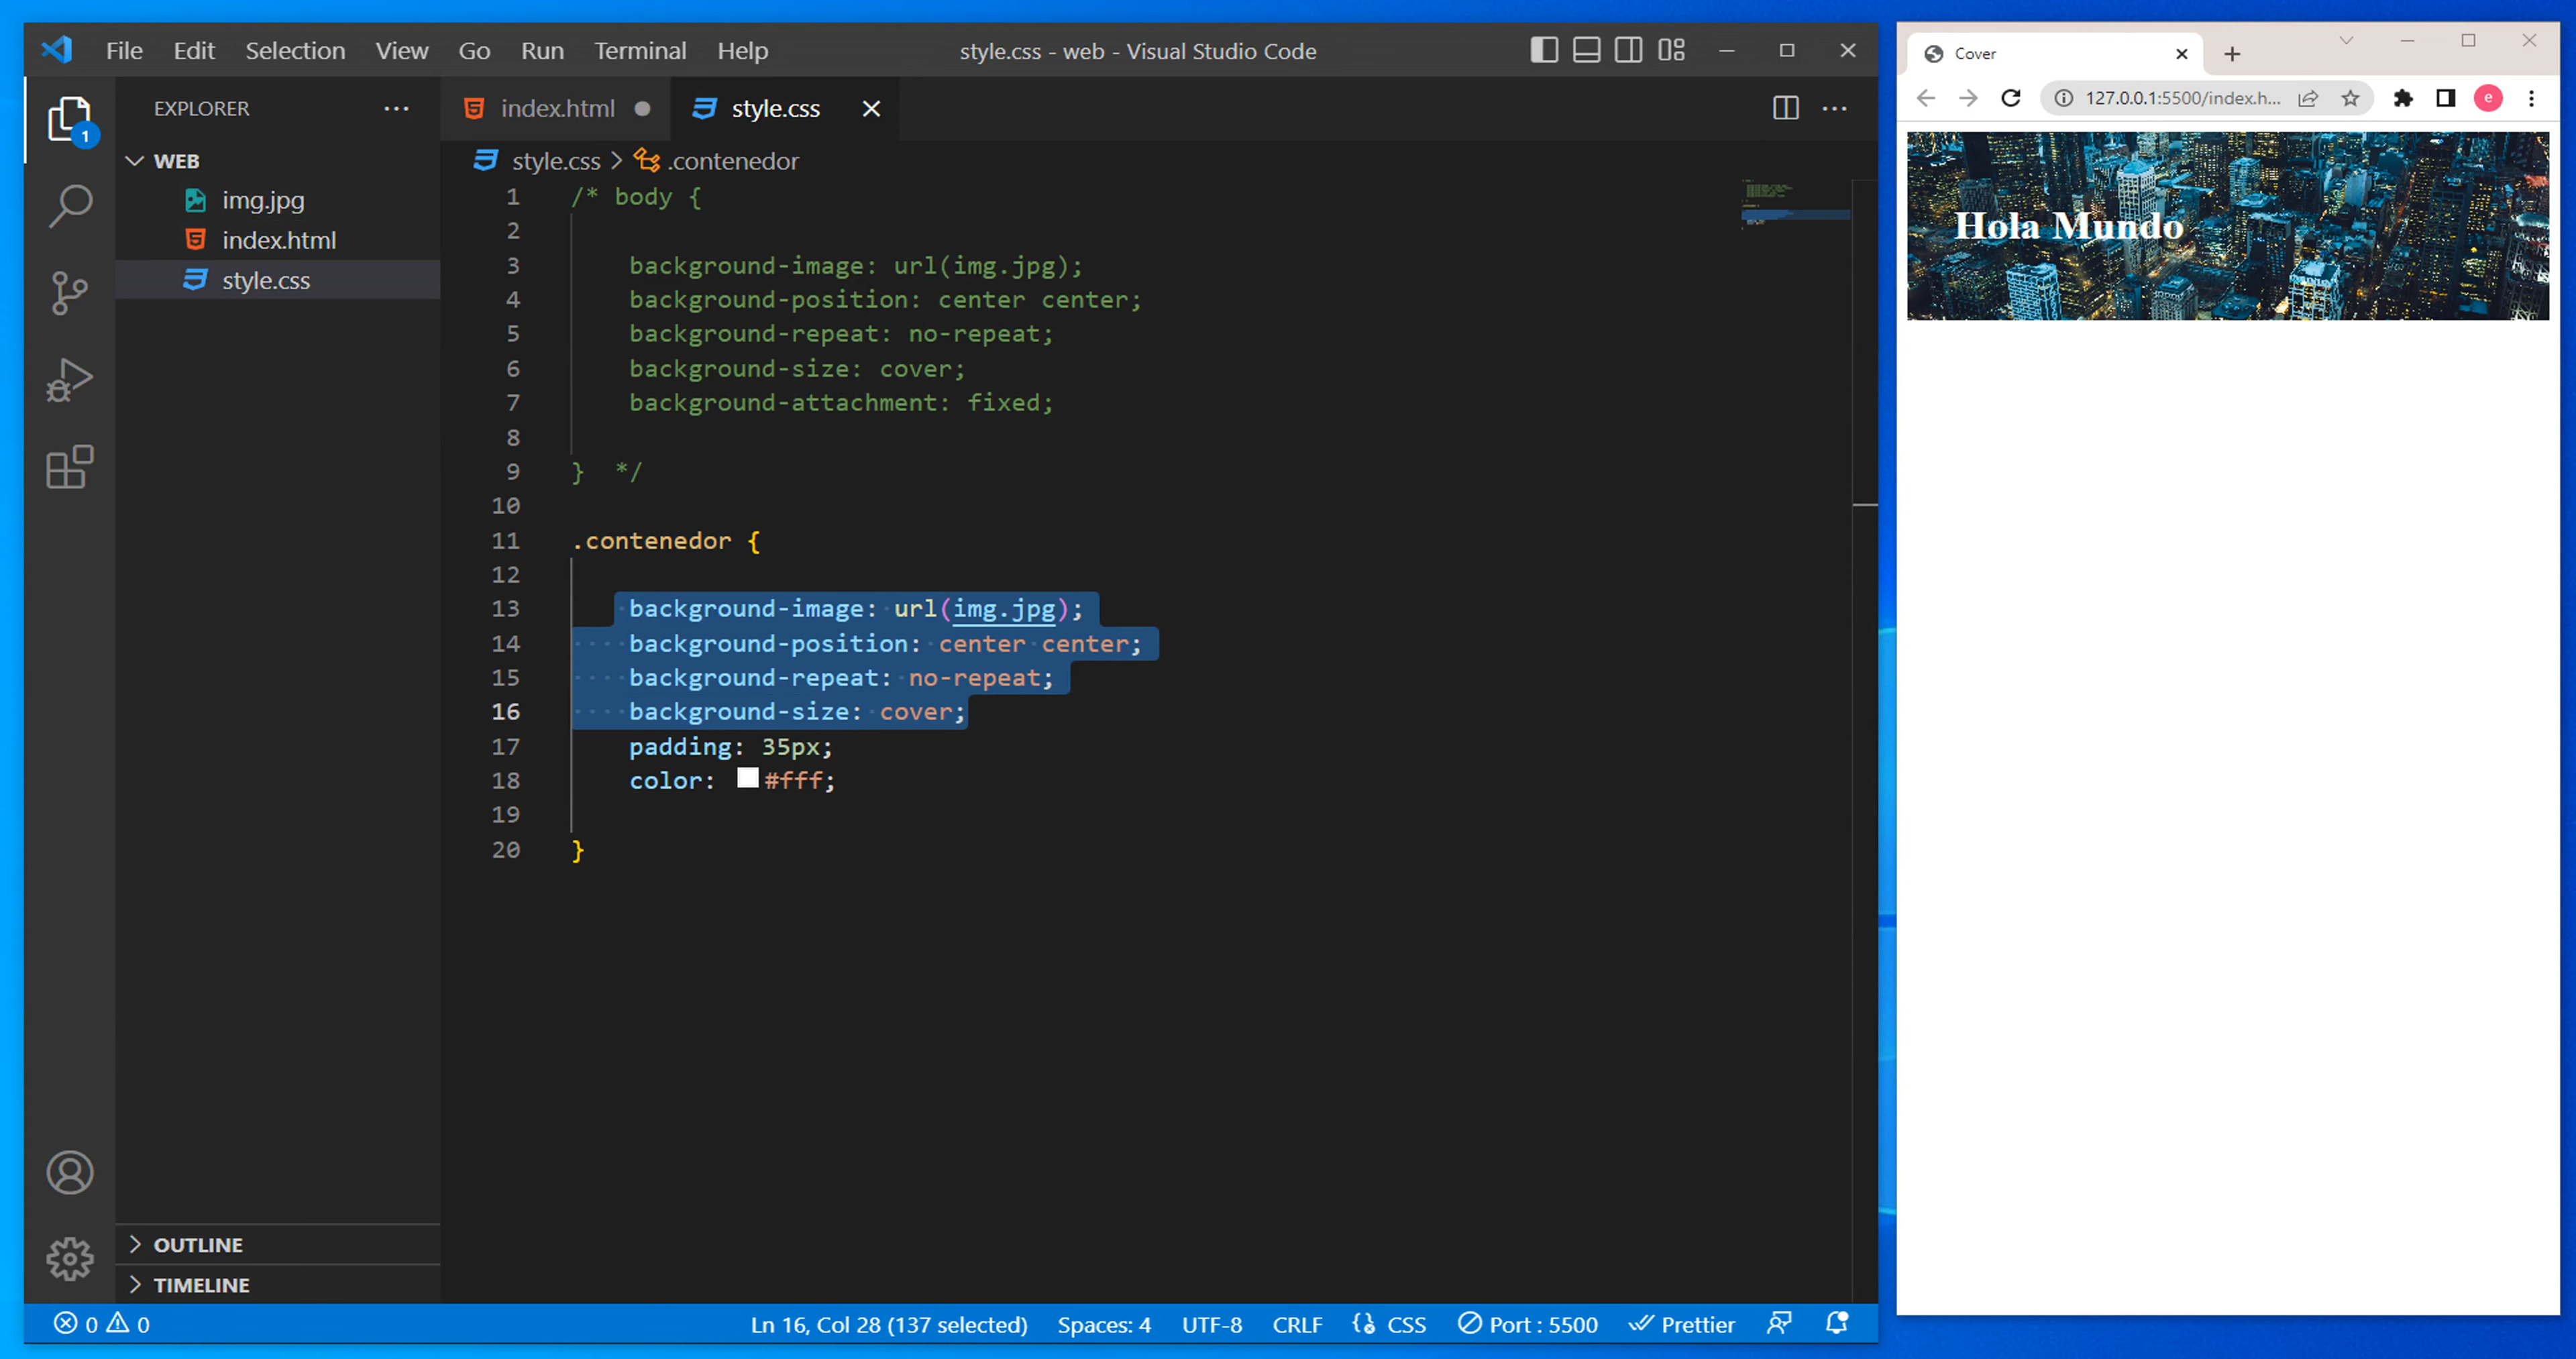 File Edit Selection View Go Run Terminal Help
style.css - web - Visual Studio Code
EXPLORER
WEB
img.jpg
index.html
style.css
OUTLINE
TIMELINE
1
index.html
style.css
style.css > .contenedor
1 /* body {
2
3 background-image: url(img.jpg);
4 background-position: center center;
5 background-repeat: no-repeat;
6 background-size: cover;
7 background-attachment: fixed;
8
9 } */
10
11 .contenedor {
12
13 background-image: url(img.jpg);
14 background-position: center center;
15 background-repeat: no-repeat;
16 background-size: cover;
17 padding: 35px;
18 color: #fff;
19
20 }
0 0
Ln 16, Col 28 (137 selected) Spaces: 4 UTF-8 CRLF CSS Port : 5500 Prettier
Cover
127.0.0.1:5500/index.h...
e
Hola Mundo